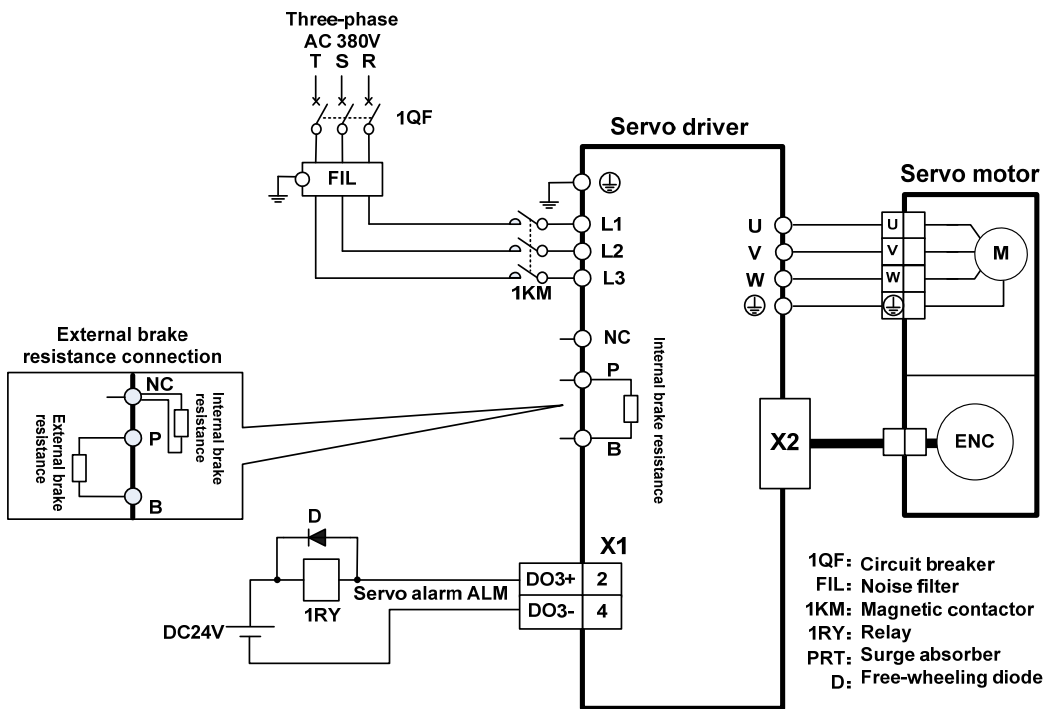 Three-phase
AC 380V
T S R
1QF
FIL
Servo driver
Servo motor
L1
L2
L3
1KM
U
V
W
U
V
W
M
NC
P
B
Internal brake resistance
External brake
resistance connection
NC
P
B
Internal brake
resistance
External brake
resistance
X2
ENC
D
1RY
Servo alarm ALM
DC24V
X1
DO3+ 2
DO3- 4
1QF: Circuit breaker
FIL: Noise filter
1KM: Magnetic contactor
1RY: Relay
PRT: Surge absorber
D: Free-wheeling diode